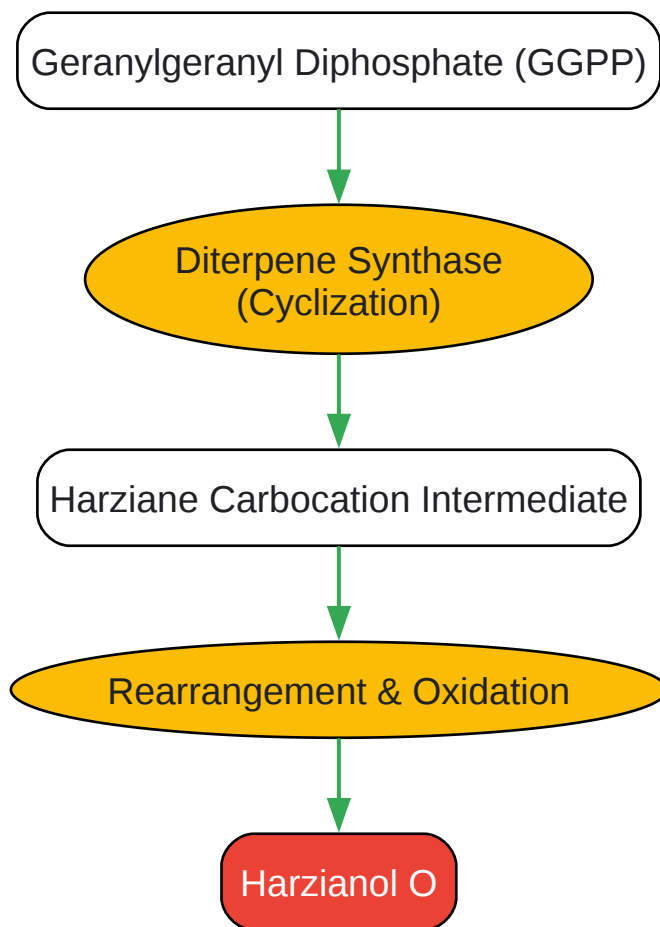 Geranylgeranyl Diphosphate (GGPP)
Diterpene Synthase
(Cyclization)
Harziane Carbocation Intermediate
Rearrangement & Oxidation
Harzianol O